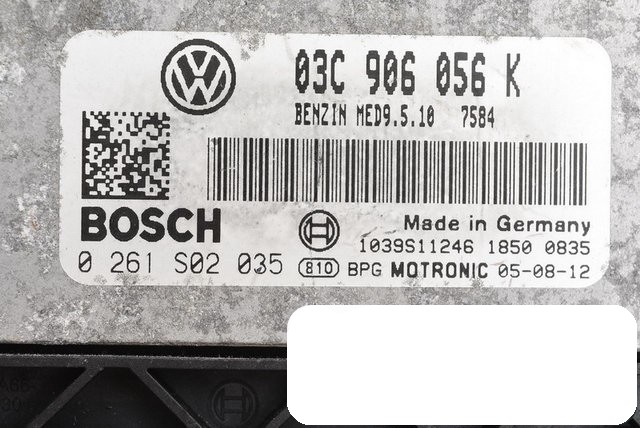 03C 906 056 K
BENZIN MED9.5.10 7584
BOSCH
Made in Germany
1039S11246 1850 0835
0 261 S02 035 810 BPG MOTRONIC 05-08-12